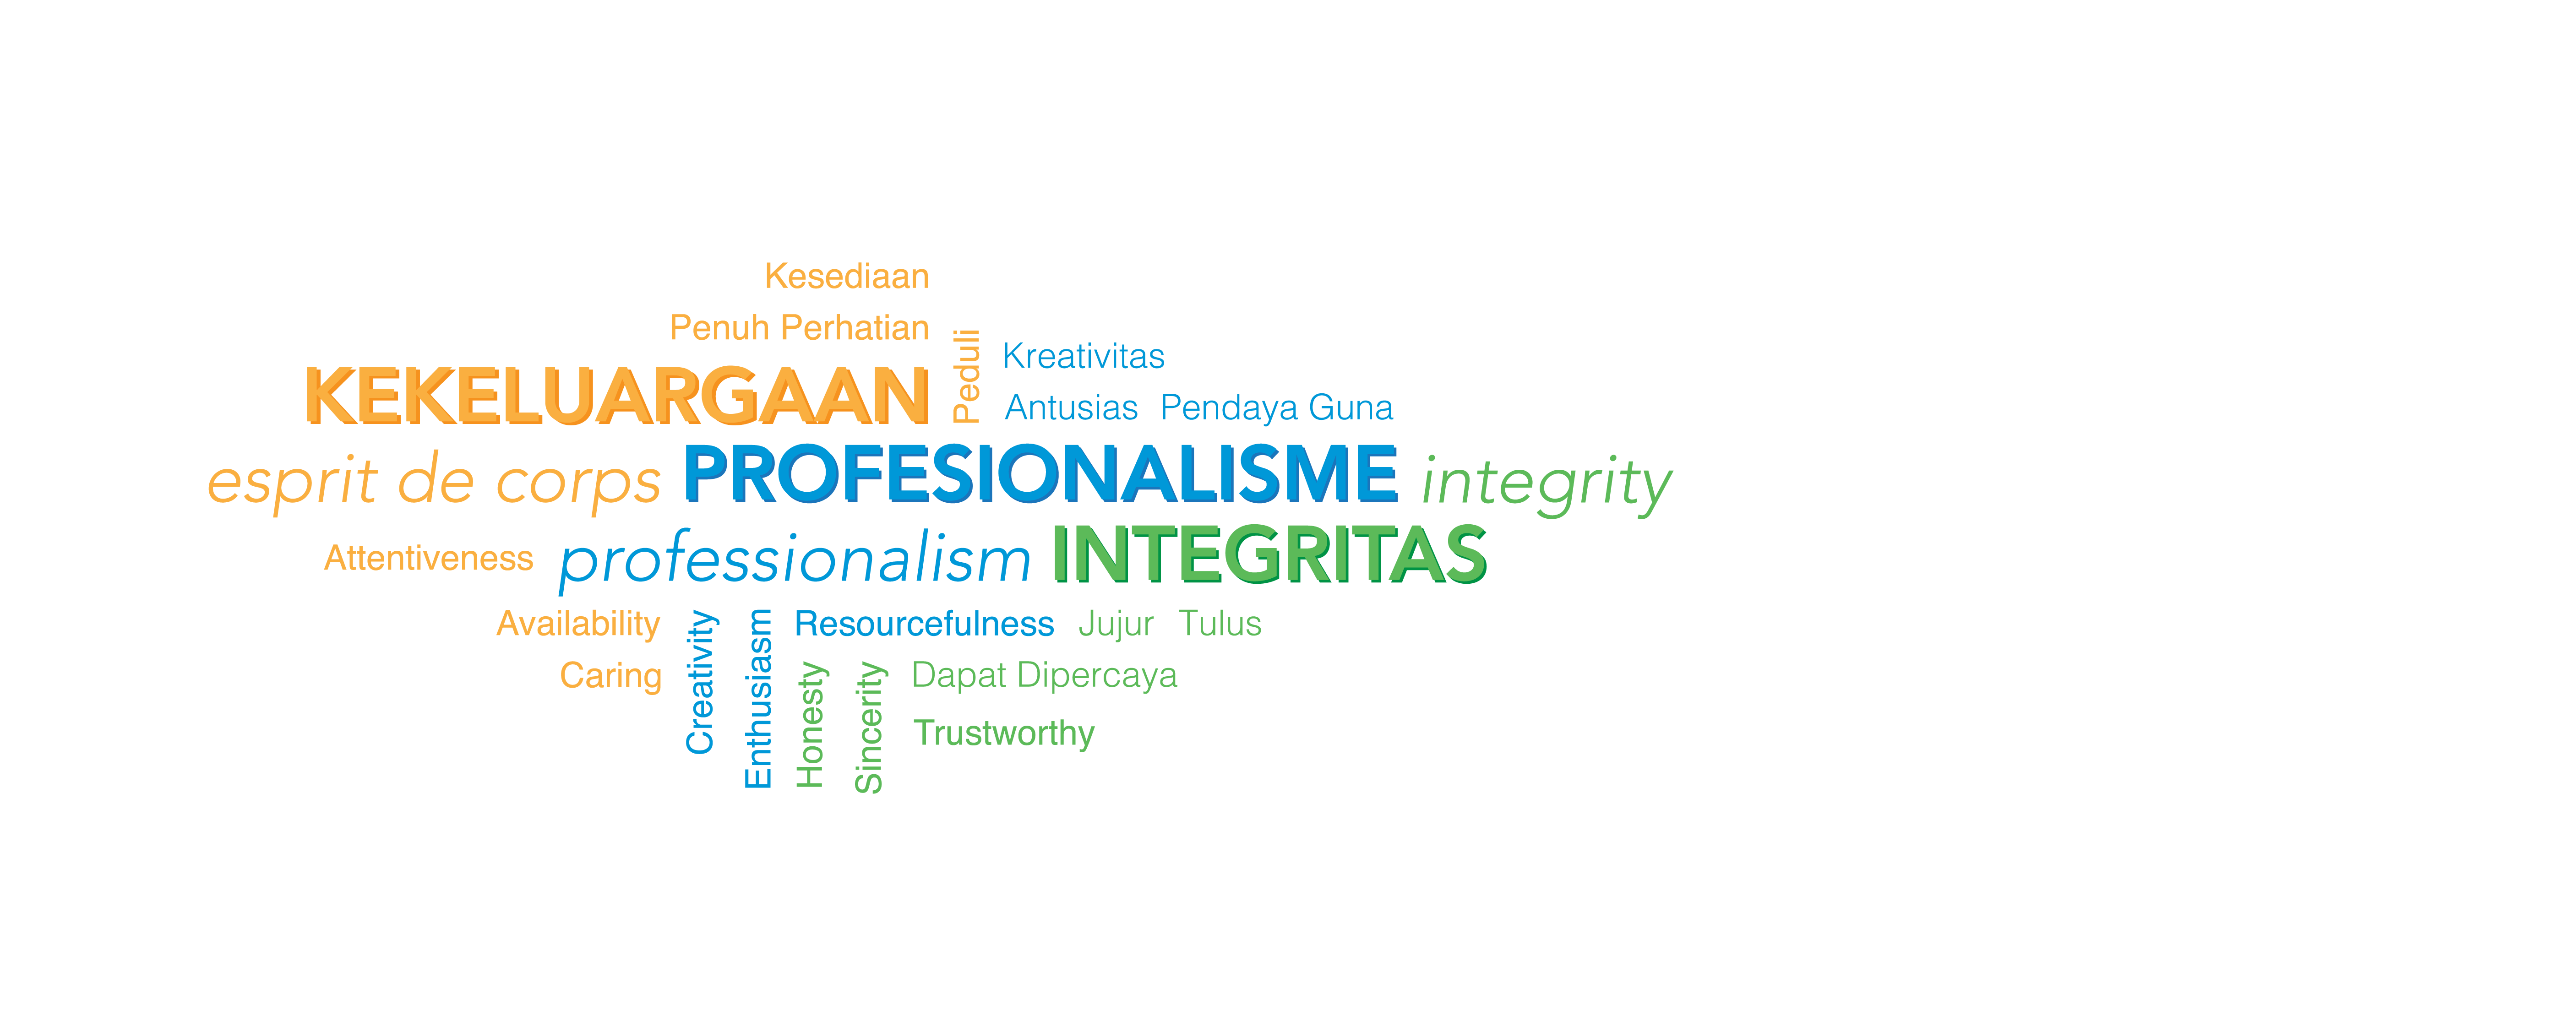 Kesediaan
Penuh Perhatian
Peduli
Kreativitas
KEKELUARGAAN
Antusias Pendaya Guna
esprit de corps PROFESIONALISME integrity
Attentiveness professionalism INTEGRITAS
Availability
Creativity
Enthusiasm
Resourcefulness Jujur Tulus
Caring
Honesty
Sincerity
Dapat Dipercaya
Trustworthy